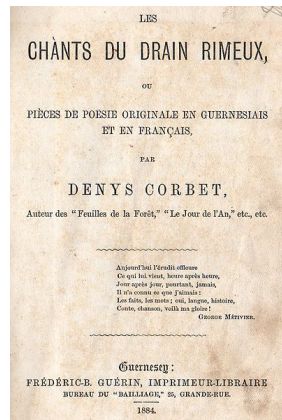 LES
CHÀNTS DU DRAIN RIMEUX,
OU
PIÈCES DE POESIE ORIGINALE EN GUERNESIAIS
ET EN FRANÇAIS,
PAR
DENYS CORBET,
Auteur des “Feuilles de la Forêt,” “Le Jour de l'An,” etc., etc.
Aujourd'hui l'érudit effleure
Ce qui lui vient, heure après heure,
Jour après jour, pourtant, jamais,
Il n'a connu ce que j'aimais:
Les faits, les mots; oui, langue, histoire,
Conte, chanson, voilà ma gloire!
GEORGE MÉTIVIER.
Guernesey:
FRÉDÉRIC-B. GUÉRIN, IMPRIMEUR-LIBRAIRE
BUREAU DU “BAILLIAGE,” 25, GRANDE-RUE.
1884.